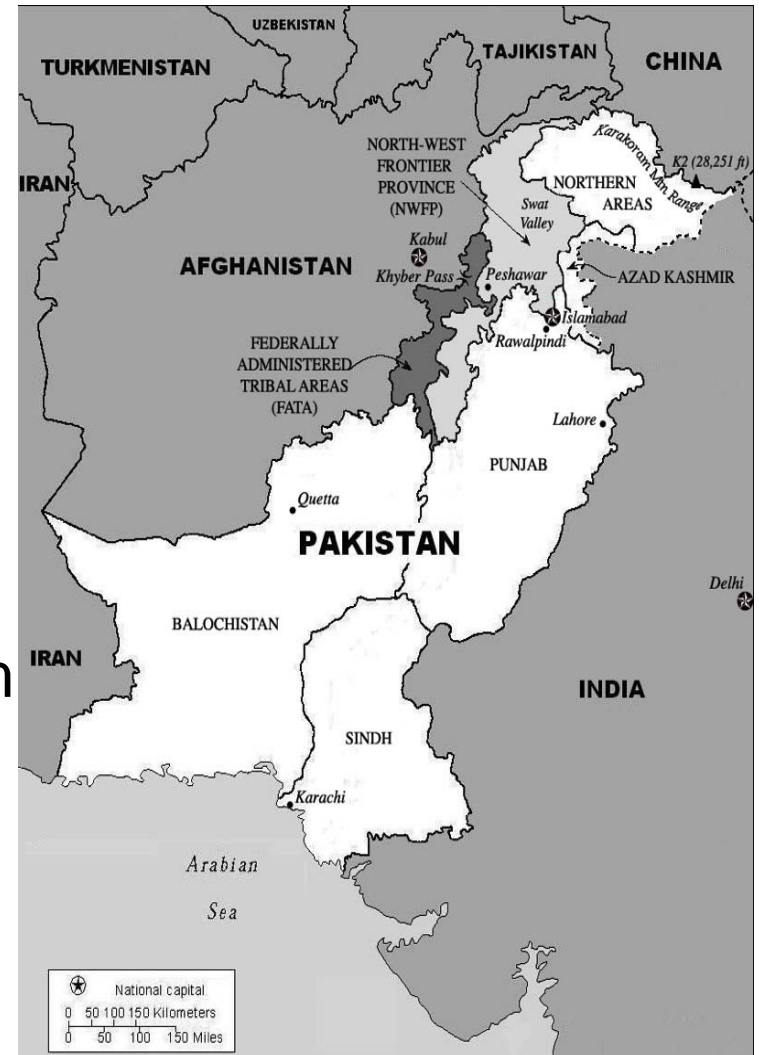 UZBEKISTAN
TURKMENISTAN
TAJIKISTAN
CHINA
NORTH-WEST
FRONTIER
PROVINCE
(NWFP)
Karakoram Mtn Range
K2 (28,251 ft)
IRAN
NORTHERN
AREAS
Swat
Valley
Kabul
AFGHANISTAN
Khyber Pass
Peshawar
AZAD KASHMIR
Islamabad
Rawalpindi
FEDERALLY
ADMINISTERED
TRIBAL AREAS
(FATA)
Lahore
PUNJAB
Quetta
PAKISTAN
Delhi
BALOCHISTAN
IRAN
n
INDIA
SINDH
Karachi
Arabian
Sea
National capital
0 50 100 150 Kilometers
0 50 100 150 Miles